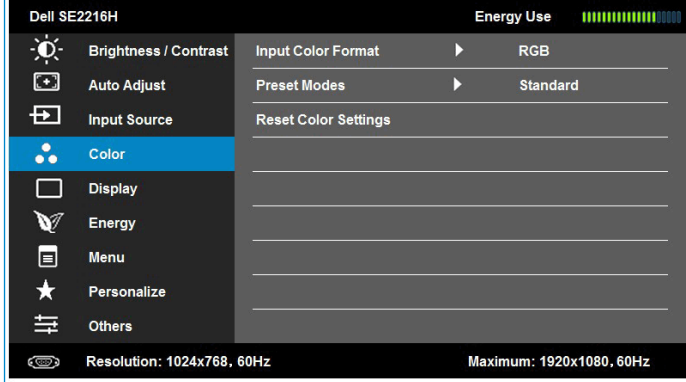 Dell SE2216H Energy Use
Brightness / Contrast Input Color Format RGB
Auto Adjust Preset Modes Standard
Input Source Reset Color Settings
Color
Display
Energy
Menu
Personalize
Others
Resolution: 1024x768, 60Hz Maximum: 1920x1080, 60Hz